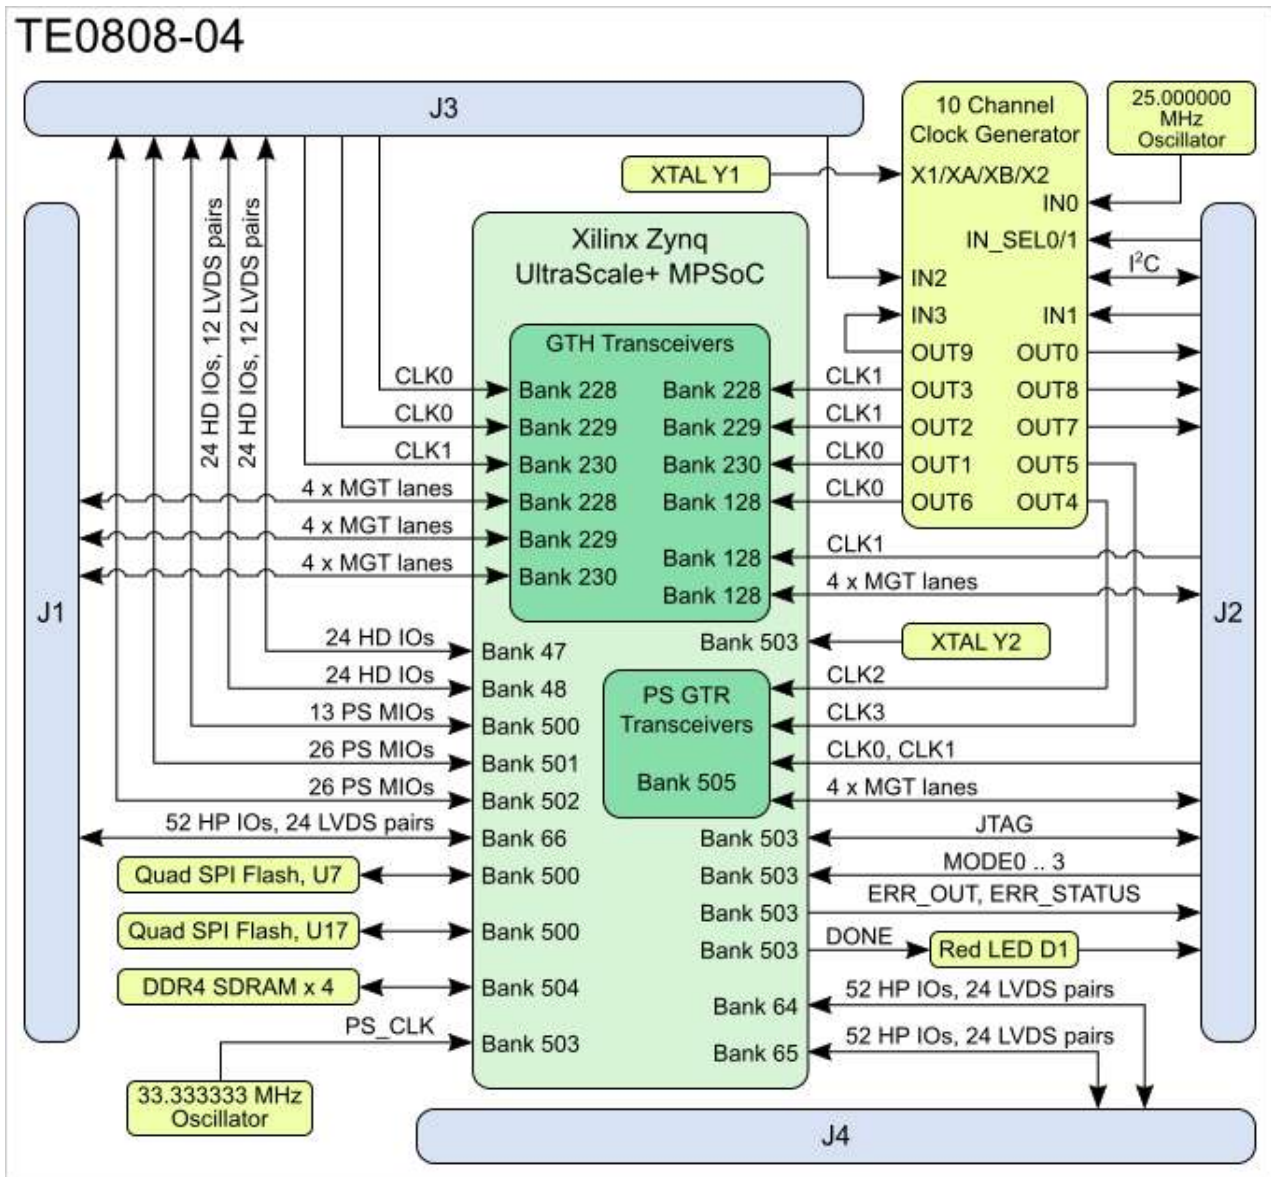 TE0808-04
J3
10 Channel
Clock Generator
25.000000
MHz
Oscillator
XTAL Y1
X1/XA/XB/X2
IN0
IN_SEL0/1
I²C
IN2
IN3
IN1
OUT9
OUT0
OUT3
OUT8
OUT2
OUT7
OUT1
OUT5
OUT6
OUT4
24 HD IOs, 12 LVDS pairs
24 HD IOs, 12 LVDS pairs
Xilinx Zynq
UltraScale+ MPSoC
GTH Transceivers
CLK0
Bank 228
Bank 228
CLK1
CLK0
Bank 229
Bank 229
CLK1
CLK1
Bank 230
Bank 230
CLK0
4 x MGT lanes
Bank 228
Bank 128
CLK0
4 x MGT lanes
Bank 229
Bank 128
CLK1
4 x MGT lanes
Bank 230
Bank 128
4 x MGT lanes
J1
J2
24 HD IOs
Bank 47
Bank 503
XTAL Y2
24 HD IOs
Bank 48
PS GTR
Transceivers
CLK2
13 PS MIOs
Bank 500
CLK3
26 PS MIOs
Bank 501
Bank 505
CLK0, CLK1
26 PS MIOs
Bank 502
4 x MGT lanes
52 HP IOs, 24 LVDS pairs
Bank 66
Bank 503
JTAG
Quad SPI Flash, U7
Bank 500
Bank 503
MODE0 .. 3
Bank 503
ERR_OUT, ERR_STATUS
Quad SPI Flash, U17
Bank 500
Bank 503
DONE
Red LED D1
DDR4 SDRAM x 4
Bank 504
Bank 64
52 HP IOs, 24 LVDS pairs
PS_CLK
Bank 503
Bank 65
52 HP IOs, 24 LVDS pairs
33.333333 MHz
Oscillator
J4